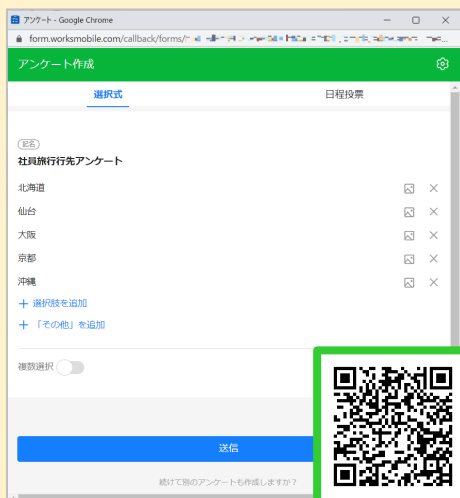 アンケート - Google Chrome
form.worksmobile.com/callback/forms/
アンケート作成
選択式
日程投票
記名
社員旅行行先アンケート
北海道
仙台
大阪
京都
沖縄
+ 選択肢を追加
+ 「その他」を追加
複数選択
送信
続けて別のアンケートも作成しますか？